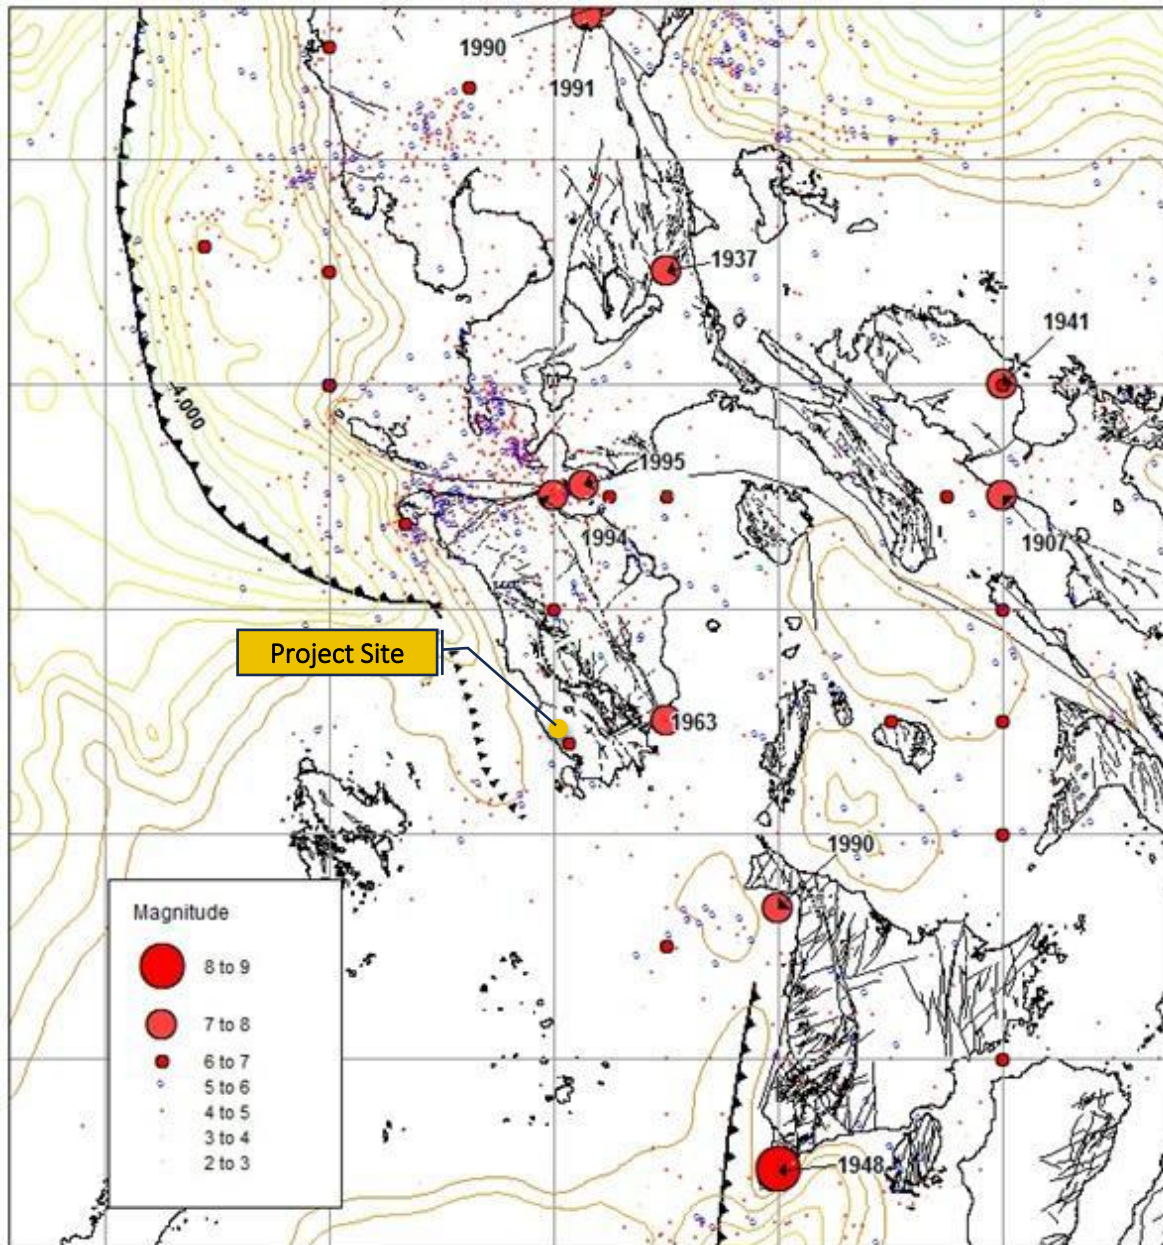 1990
1991
1937
1941
-4,000
1995
1994
1907
Project Site
1963
1990
Magnitude
8 to 9
7 to 8
6 to 7
5 to 6
4 to 5
3 to 4
2 to 3
1948